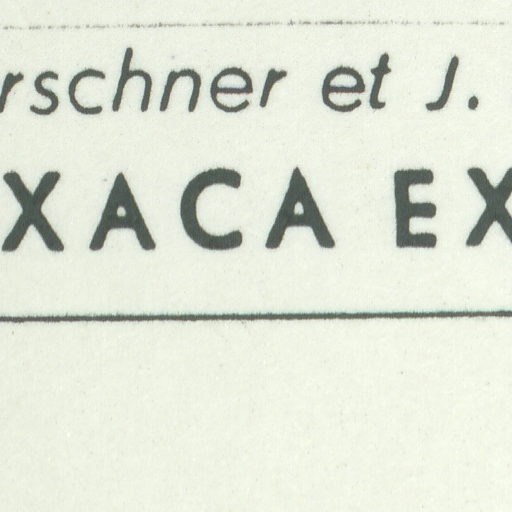 rschner et J.
XACA EX